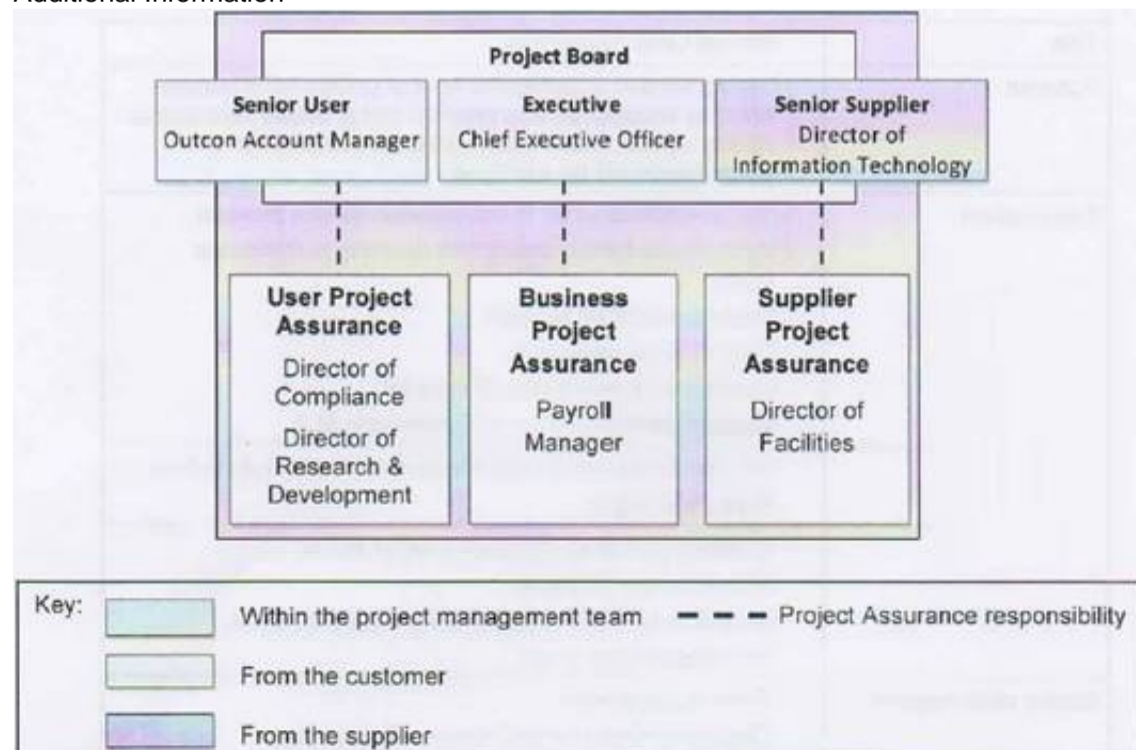 Additional Information
Project Board
Senior User
Outcon Account Manager
Executive
Chief Executive Officer
Senior Supplier
Director of
Information Technology
User Project
Assurance
Director of
Compliance
Director of
Research &
Development
Business
Project
Assurance
Payroll
Manager
Supplier
Project
Assurance
Director of
Facilities
Key:
Within the project management team
Project Assurance responsibility
From the customer
From the supplier